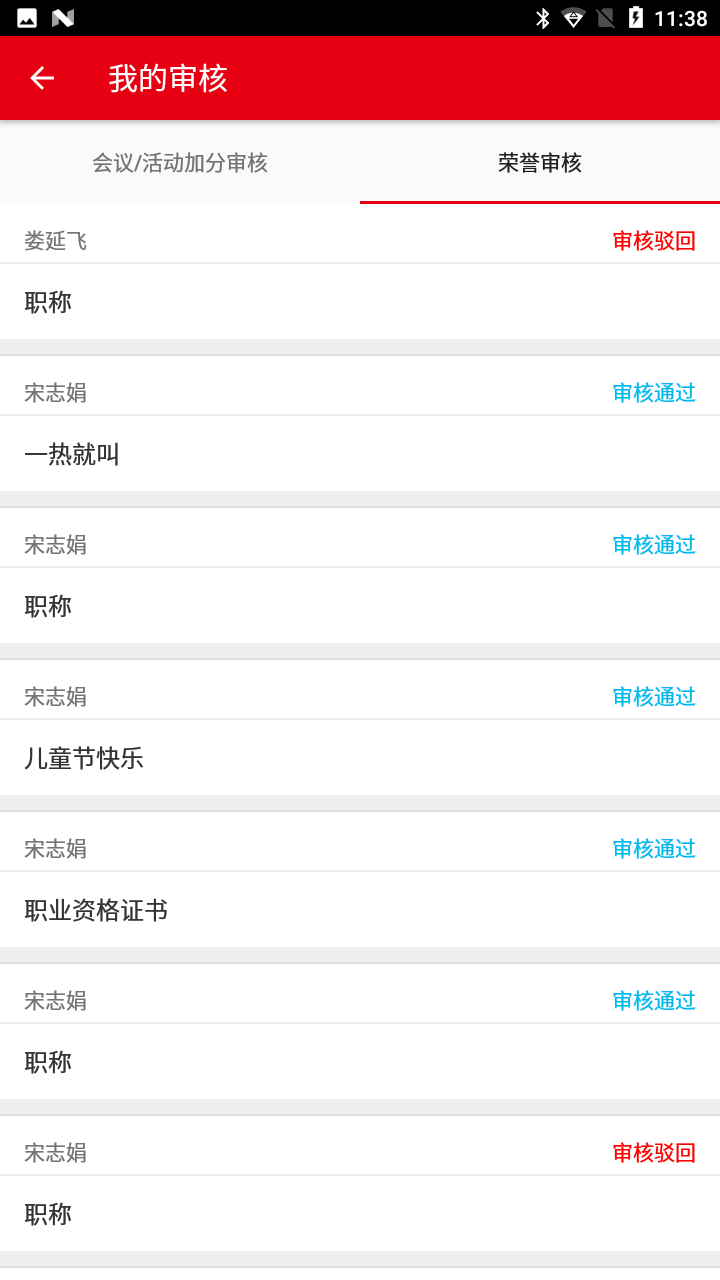 11:38
我的审核
会议/活动加分审核 荣誉审核
娄延飞 审核驳回
职称
宋志娟 审核通过
一热就叫
宋志娟 审核通过
职称
宋志娟 审核通过
儿童节快乐
宋志娟 审核通过
职业资格证书
宋志娟 审核通过
职称
宋志娟 审核驳回
职称